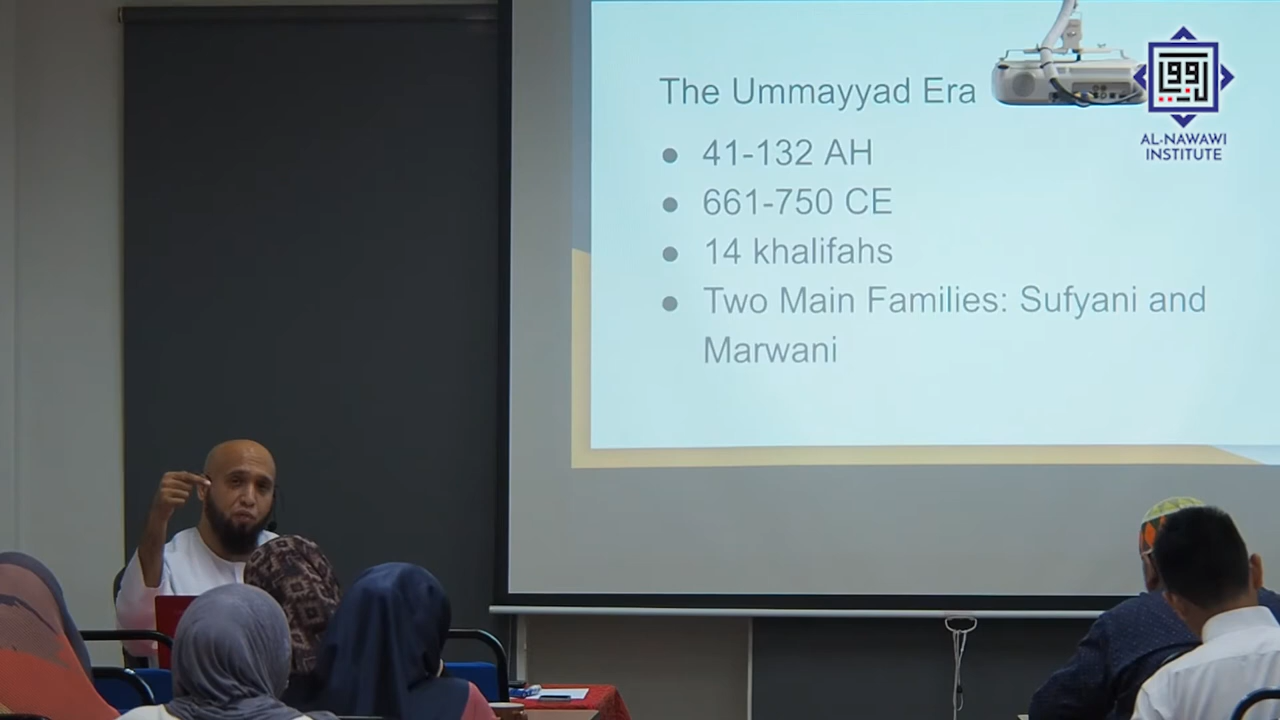 The Ummayyad Era
● 41-132 AH
● 661-750 CE
● 14 khalifahs
● Two Main Families: Sufyani and
Marwani
AL-NAWAWI
INSTITUTE